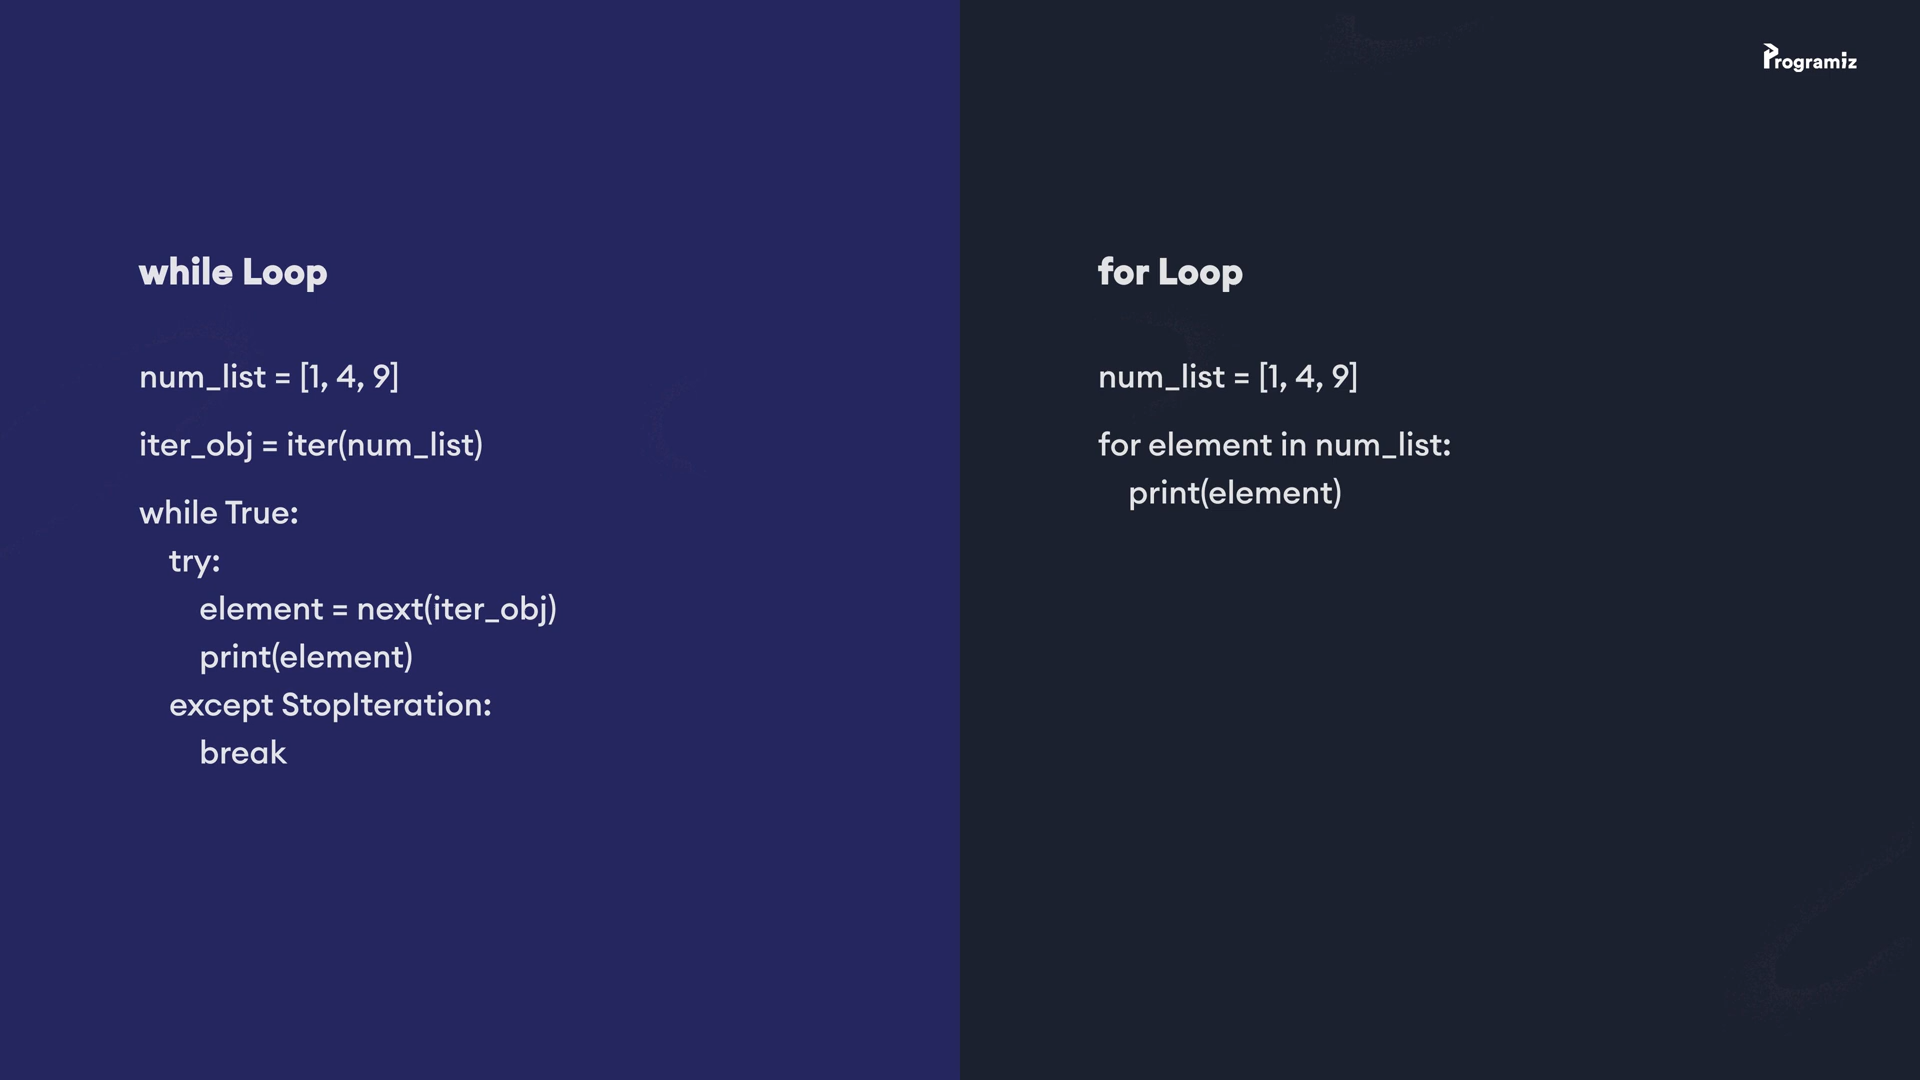 Programiz
while Loop
num_list = [1, 4, 9]
iter_obj = iter(num_list)
while True:
    try:
        element = next(iter_obj)
        print(element)
    except StopIteration:
        break
for Loop
num_list = [1, 4, 9]
for element in num_list:
    print(element)